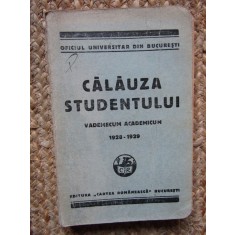 OFICIUL UNIVERSITAR DIN BUCUREȘTI
CĂLĂUZA
STUDENTULUI
VADEMECUM ACADEMICUM
1938-1939
EDITURA „CARTEA ROMÂNEASCĂ” BUCUREȘTI